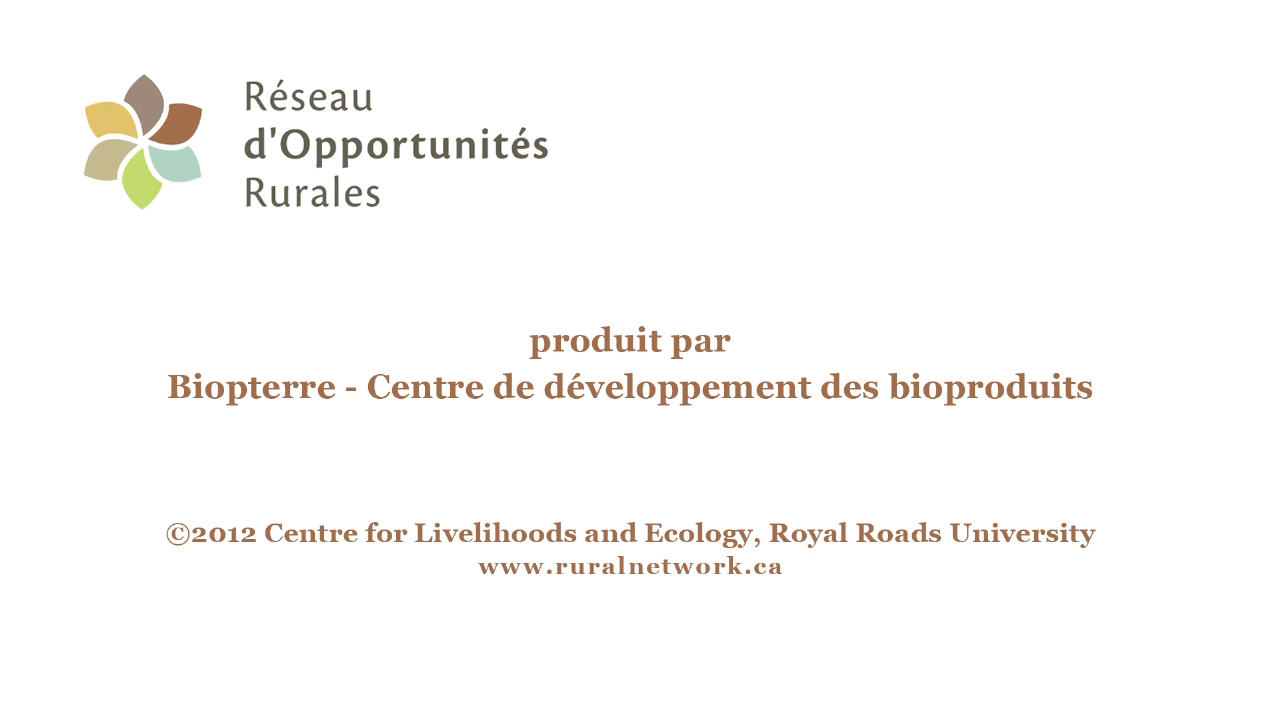 Réseau
d'Opportunités
Rurales
produit par
Biopterre - Centre de développement des bioproduits
©2012 Centre for Livelihoods and Ecology, Royal Roads University
www.ruralnetwork.ca